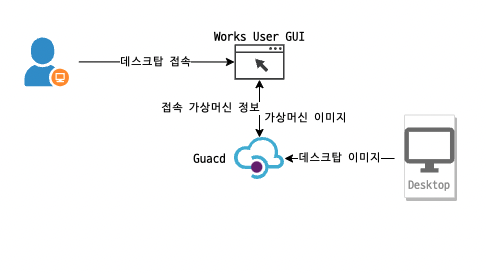 Works User GUI
데스크탑 접속
접속 가상머신 정보
가상머신 이미지
Guacd
데스크탑 이미지
Desktop